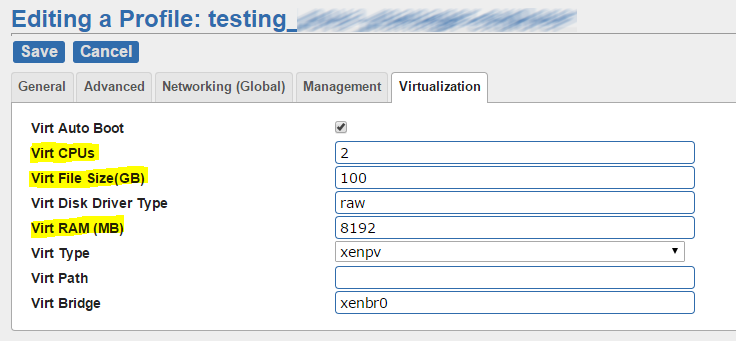 Editing a Profile: testing_
Save Cancel
General Advanced Networking (Global) Management Virtualization
Virt Auto Boot
Virt CPUs 2
Virt File Size(GB) 100
Virt Disk Driver Type raw
Virt RAM (MB) 8192
Virt Type xenpv
Virt Path
Virt Bridge xenbr0